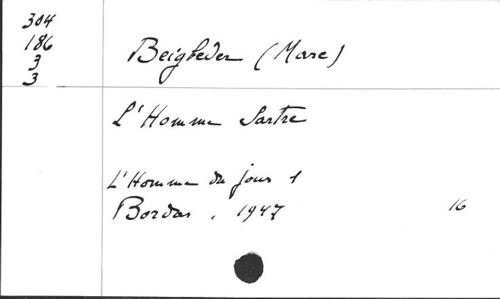 304
186
3
3
Beigbeder (Marc)
L'Homme Sartre
L'Homme du jour 1
Bordas . 1947 16